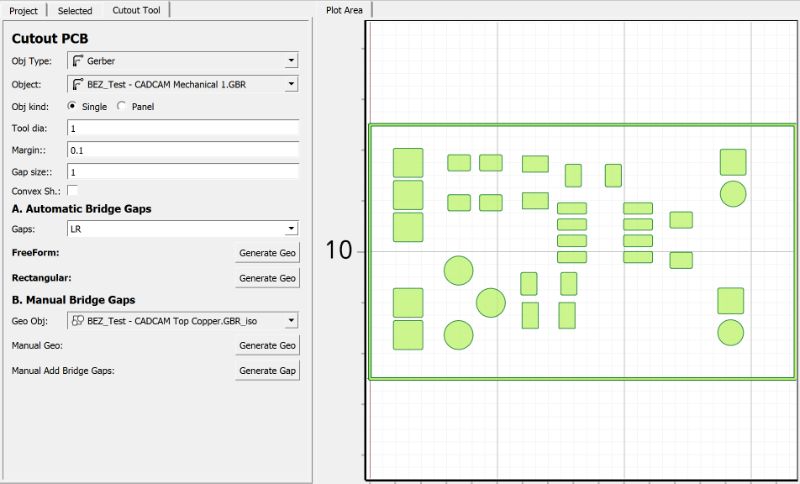 Project Selected Cutout Tool
Plot Area
Cutout PCB
Obj Type: Gerber
Object: BEZ_Test - CADCAM Mechanical 1.GBR
Obj kind: Single Panel
Tool dia: 1
Margin:: 0.1
Gap size:: 1
Convex Sh.:
A. Automatic Bridge Gaps
Gaps: LR
FreeForm: Generate Geo
Rectangular: Generate Geo
B. Manual Bridge Gaps
Geo Obj: BEZ_Test - CADCAM Top Copper.GBR_iso
Manual Geo: Generate Geo
Manual Add Bridge Gaps: Generate Gap
10